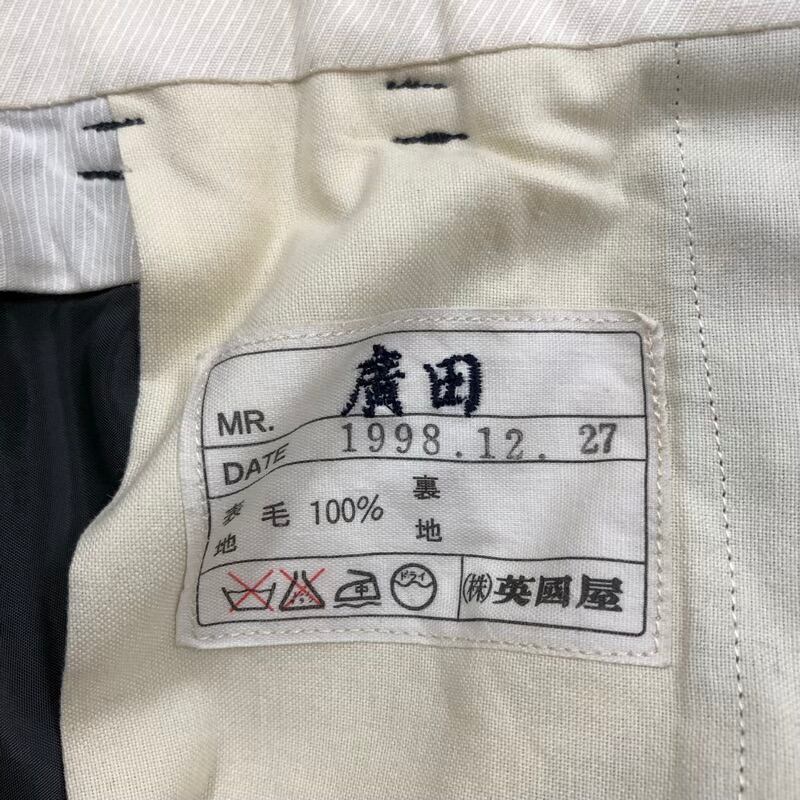 MR. 廣田
DATE 1998.12.27
表地 毛 100% 裏地
中 ドライ ㈱英國屋